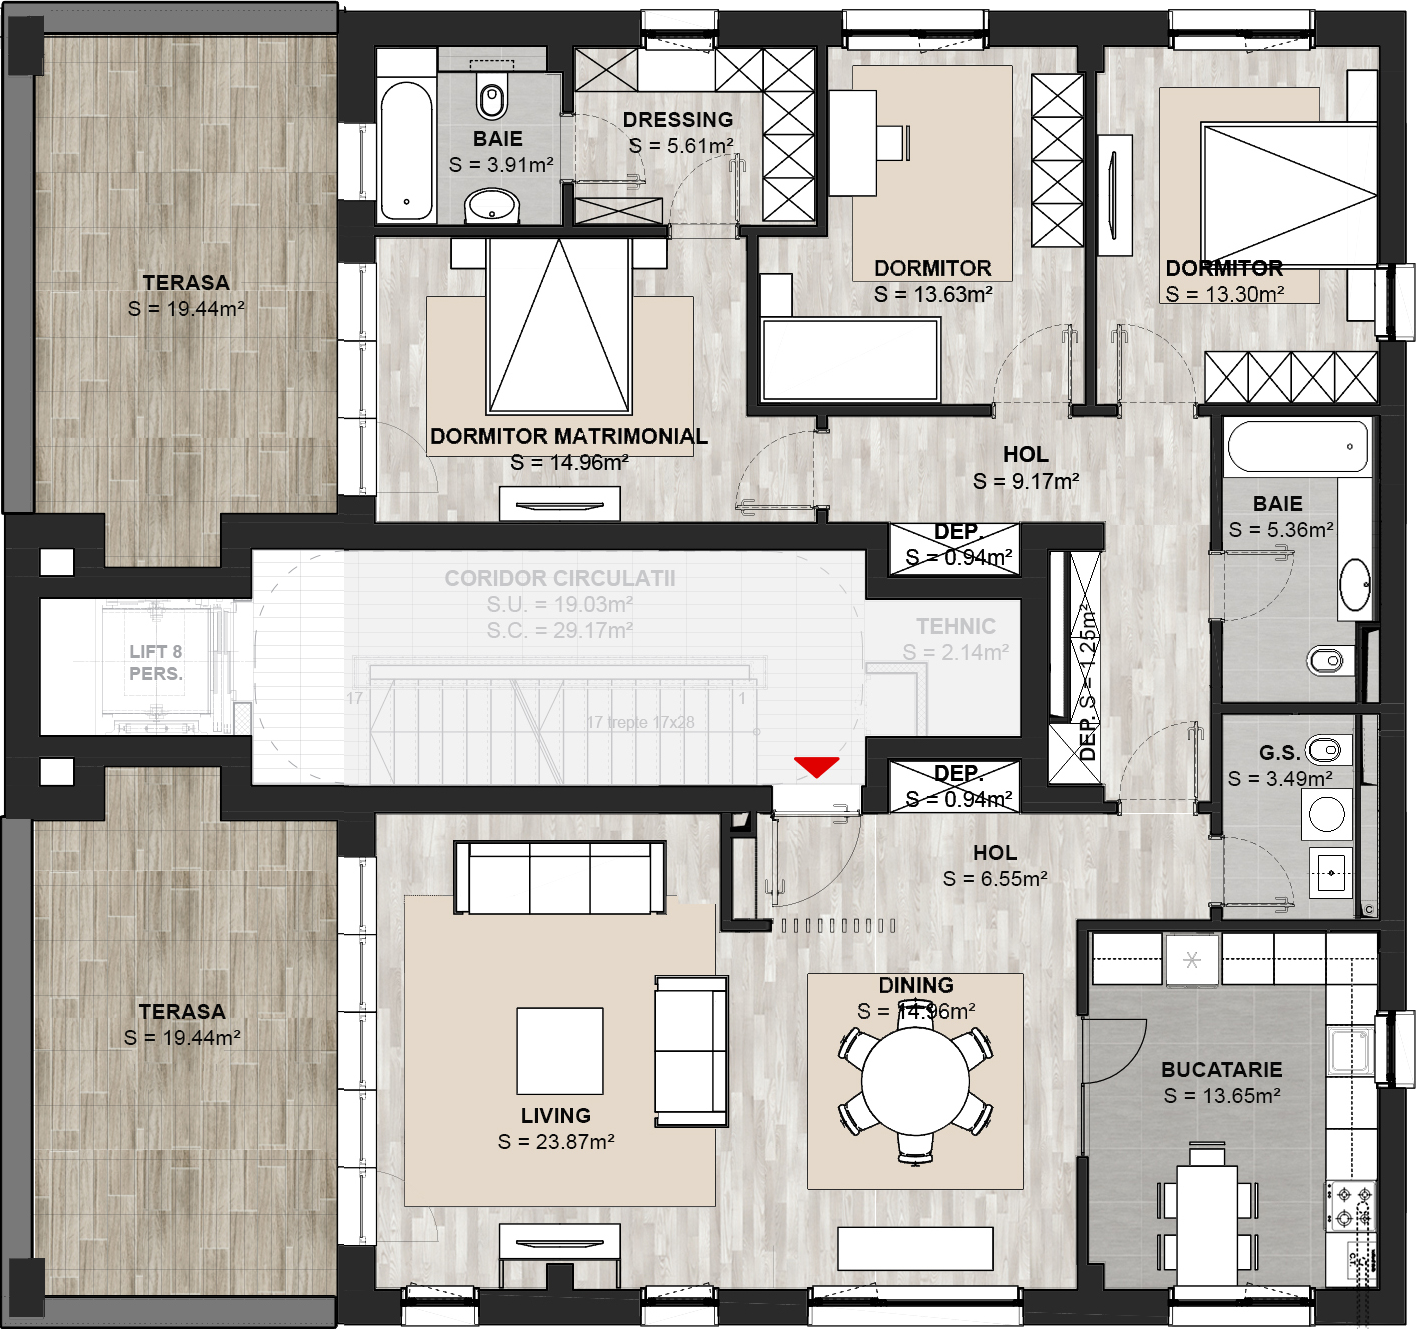 BAIE
S = 3.91m²
DRESSING
S = 5.61m²
DORMITOR
S = 13.63m²
DORMITOR
S = 13.30m²
TERASA
S = 19.44m²
DORMITOR MATRIMONIAL
S = 14.96m²
HOL
S = 9.17m²
BAIE
S = 5.36m²
DEP.
S = 0.94m²
CORIDOR CIRCULATII
S.U. = 19.03m²
S.C. = 29.17m²
TEHNIC
S = 2.14m²
LIFT 8
PERS.
17
1
17 trepte 17x28
DEP. S = 1.25m²
G.S.
S = 3.49m²
DEP.
S = 0.94m²
HOL
S = 6.55m²
C
DINING
S = 14.96m²
TERASA
S = 19.44m²
LIVING
S = 23.87m²
BUCATARIE
S = 13.65m²
C.T.